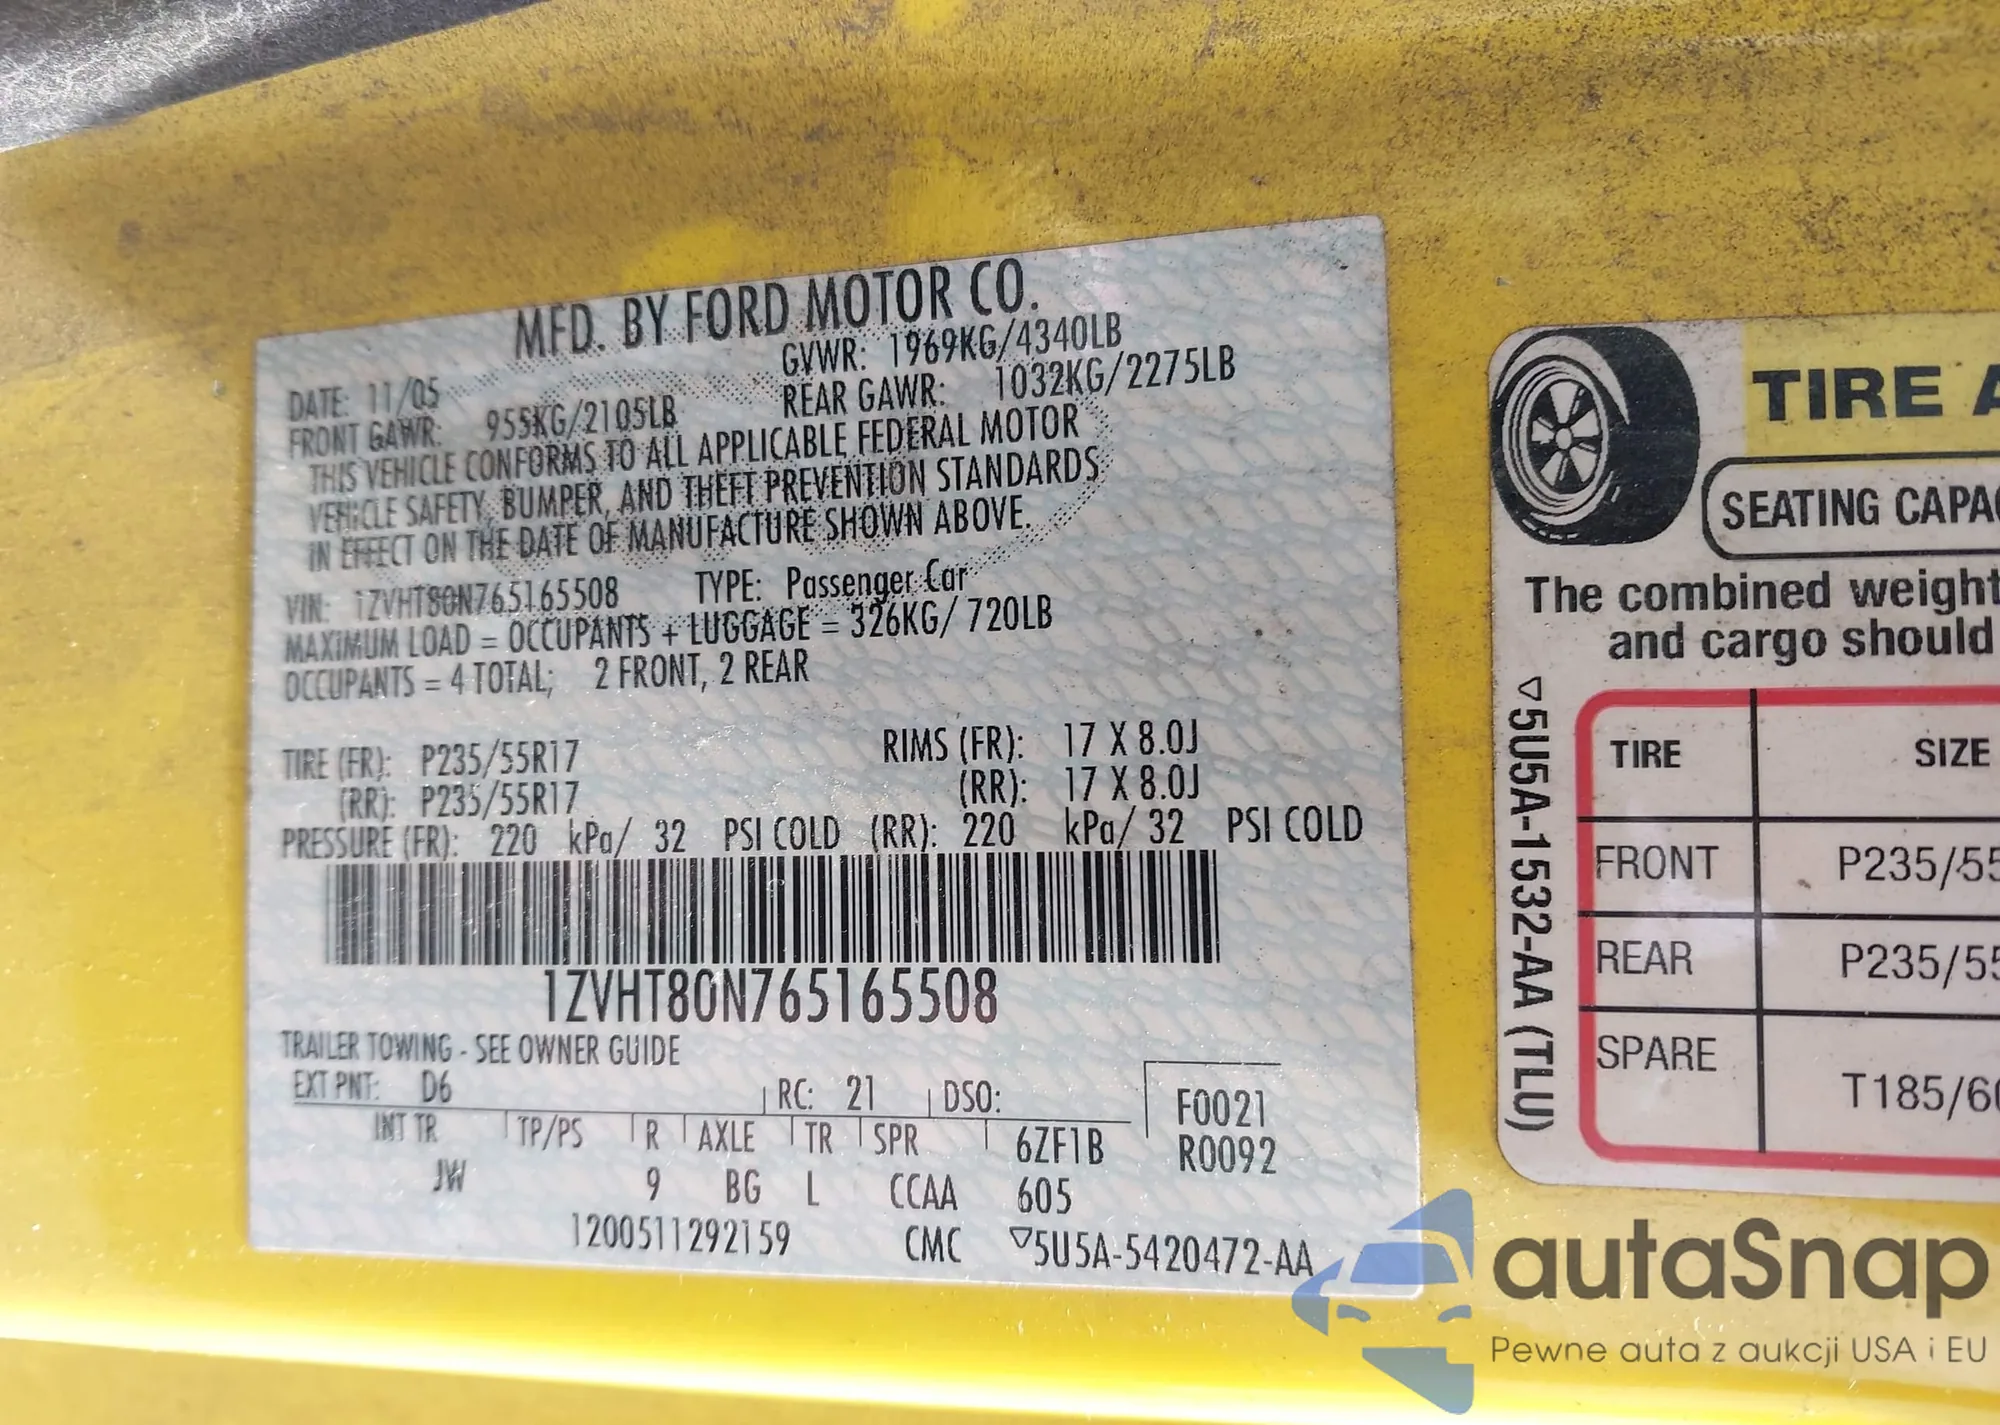 MFD. BY FORD MOTOR CO.
DATE: 11/05 GVWR: 1969KG/4340LB
FRONT GAWR: 955KG/2105LB REAR GAWR: 1032KG/2275LB
THIS VEHICLE CONFORMS TO ALL APPLICABLE FEDERAL MOTOR
VEHICLE SAFETY, BUMPER, AND THEFT PREVENTION STANDARDS
IN EFFECT ON THE DATE OF MANUFACTURE SHOWN ABOVE.
VIN: 1ZVHT80N765165508 TYPE: Passenger Car
MAXIMUM LOAD = OCCUPANTS + LUGGAGE = 326KG/ 720LB
OCCUPANTS = 4 TOTAL; 2 FRONT, 2 REAR
TIRE (FR): P235/55R17 RIMS (FR): 17 X 8.0J
(RR): P235/55R17 (RR): 17 X 8.0J
PRESSURE (FR): 220 kPa/ 32 PSI COLD (RR): 220 kPa/ 32 PSI COLD
1ZVHT80N765165508
TRAILER TOWING - SEE OWNER GUIDE
EXT PNT: D6 RC: 21 DSO: F0021
INT TR TP/PS R AXLE TR SPR 6ZF1B R0092
JW 9 BG L CCAA 605
1200511292159 CMC ▽5U5A-5420472-AA
TIRE A
SEATING CAPAC
The combined weight
and cargo should
▽5U5A-1532-AA (TLU)
TIRE SIZE
FRONT P235/55
REAR P235/55
SPARE T185/60
autaSnap
Pewne auta z aukcji USA i EU